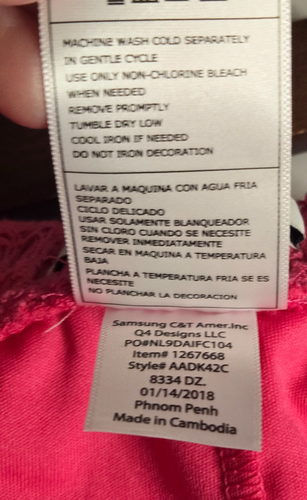 MACHINE WASH COLD SEPARATELY
IN GENTLE CYCLE
USE ONLY NON-CHLORINE BLEACH
WHEN NEEDED
REMOVE PROMPTLY
TUMBLE DRY LOW
COOL IRON IF NEEDED
DO NOT IRON DECORATION
LAVAR A MAQUINA CON AGUA FRIA
SEPARADO
CICLO DELICADO
USAR SOLAMENTE BLANQUEADOR
SIN CLORO CUANDO SE NECESITE
REMOVER INMEDIATAMENTE
SECAR EN MAQUINA A TEMPERATURA
BAJA
PLANCHA A TEMPERATURA FRIA SE ES
NECESITE
NO PLANCHAR LA DECORACION
Samsung C&T Amer.Inc
Q4 Designs LLC
PO#NL9DAIFC104
Item# 1267668
Style# AADK42C
8334 DZ.
01/14/2018
Phnom Penh
Made in Cambodia